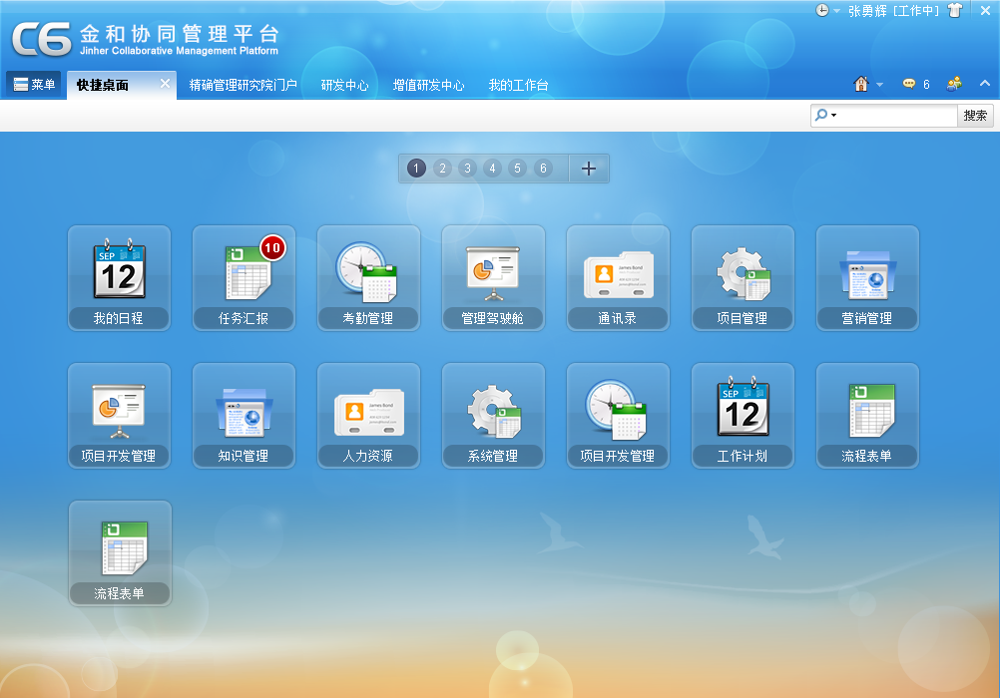 张勇辉 [工作中]
C6 金和协同管理平台
Jinher Collaborative Management Platform
菜单 快捷桌面 精确管理研究院门户 研发中心 增值研发中心 我的工作台 6
搜索
1 2 3 4 5 6 +
SEP
12
10
James Bond
我的日程 任务汇报 考勤管理 管理驾驶舱 通讯录 项目管理 营销管理
James Bond
SEP
12
项目开发管理 知识管理 人力资源 系统管理 项目开发管理 工作计划 流程表单
流程表单